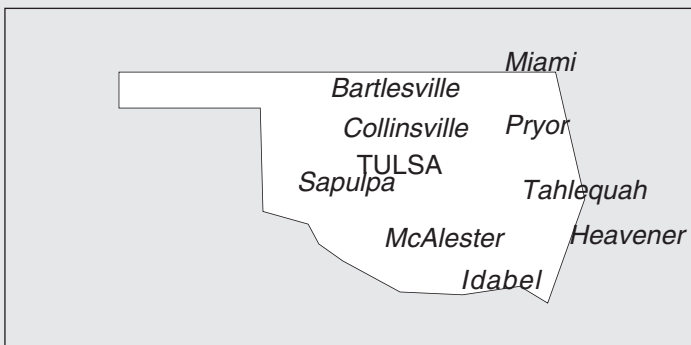 Miami
Bartlesville
Collinsville
Pryor
TULSA
Sapulpa
Tahlequah
McAlester
Heavener
Idabel